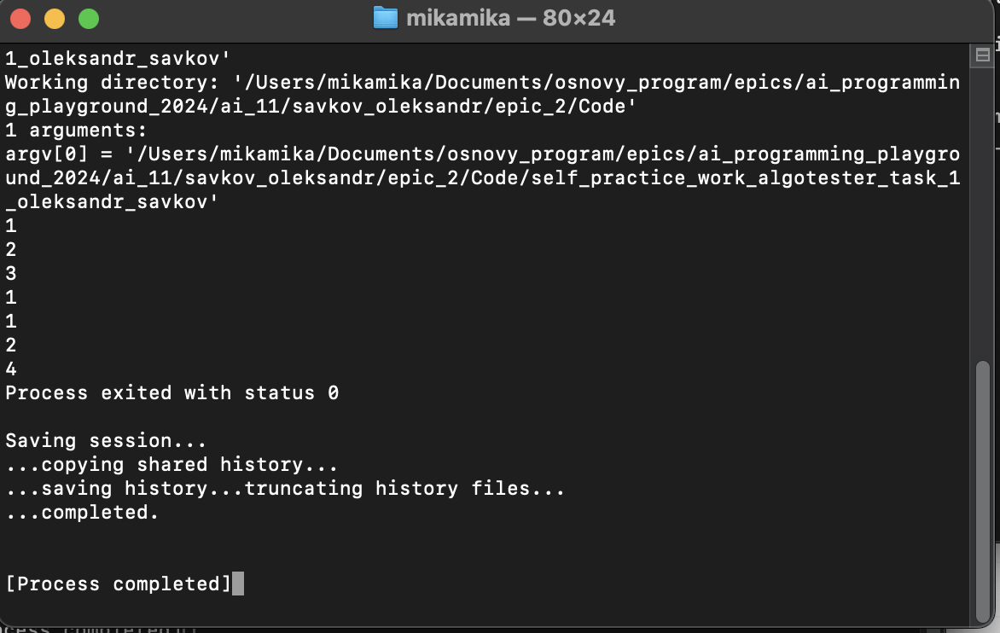 mikamika — 80×24
1_oleksandr_savkov'
Working directory: '/Users/mikamika/Documents/osnovy_program/epics/ai_programmin
g_playground_2024/ai_11/savkov_oleksandr/epic_2/Code'
1 arguments:
argv[0] = '/Users/mikamika/Documents/osnovy_program/epics/ai_programming_playgro
und_2024/ai_11/savkov_oleksandr/epic_2/Code/self_practice_work_algotester_task_1
_oleksandr_savkov'
1
2
3
1
1
2
4
Process exited with status 0
Saving session...
...copying shared history...
...saving history...truncating history files...
...completed.
[Process completed]